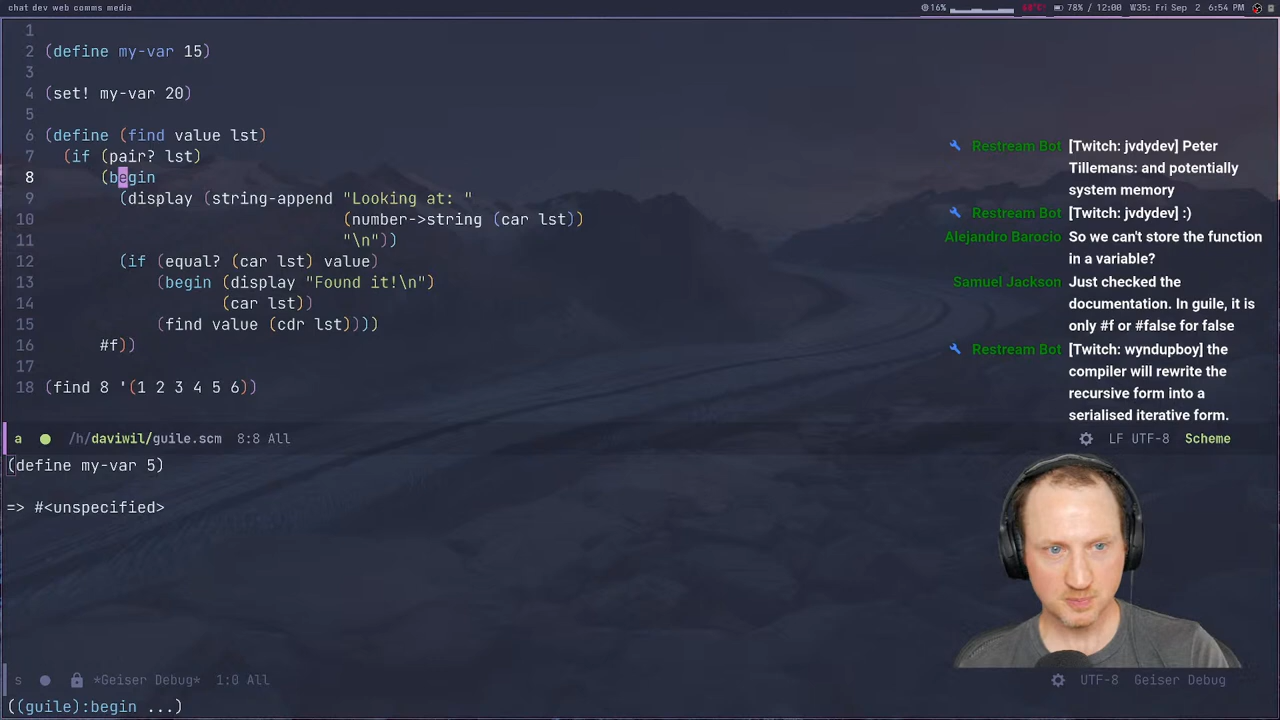 chat dev web comms media
16%
78% / 12:00
W35: Fri Sep 2 6:54 PM
1
2 (define my-var 15)
3
4 (set! my-var 20)
5
6 (define (find value lst)
7 (if (pair? lst)
8 (begin
9 (display (string-append "Looking at: "
10 (number->string (car lst))
11 "\n"))
12 (if (equal? (car lst) value)
13 (begin (display "Found it!\n")
14 (car lst))
15 (find value (cdr lst))))
16 #f))
17
18 (find 8 '(1 2 3 4 5 6))
Restream Bot [Twitch: jvdydev] Peter
Tillemans: and potentially
system memory
Restream Bot [Twitch: jvdydev] :)
Alejandro Barocio So we can't store the function
in a variable?
Samuel Jackson Just checked the
documentation. In guile, it is
only #f or #false for false
Restream Bot [Twitch: wyndupboy] the
compiler will rewrite the
recursive form into a
serialised iterative form.
a /h/daviwil/guile.scm 8:8 All LF UTF-8 Scheme
(define my-var 5)
=> #<unspecified>
s *Geiser Debug* 1:0 All UTF-8 Geiser Debug
((guile):begin ...)